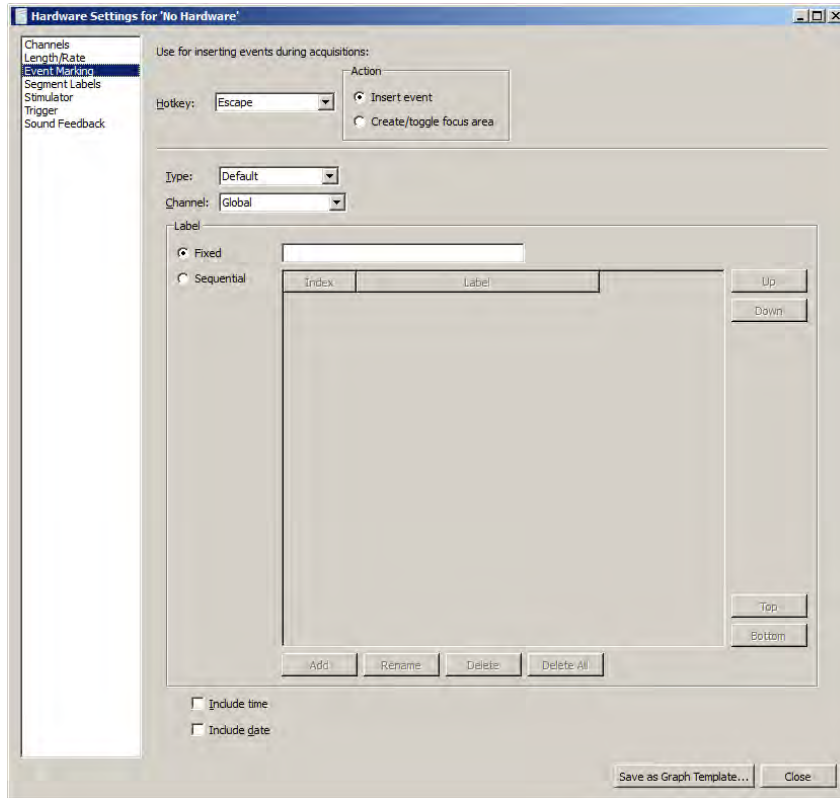 Hardware Settings for 'No Hardware'
Channels
Length/Rate
Event Marking
Segment Labels
Stimulator
Trigger
Sound Feedback
Use for inserting events during acquisitions:
Hotkey: Escape
Action
Insert event
Create/toggle focus area
Type: Default
Channel: Global
Label
Fixed
Sequential
Index Label
Up
Down
Top
Bottom
Add Rename Delete Delete All
Include time
Include date
Save as Graph Template... Close